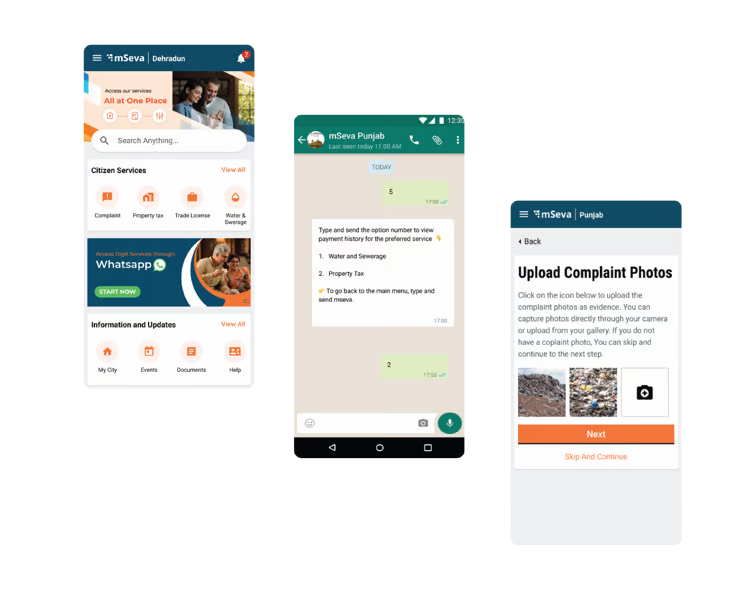 mSeva | Dehradun
2
Access our services
All at One Place
Search Anything...
Citizen Services
View All
Complaint
Property tax
Trade License
Water &
Swerage
Access Digit Services Through
Whatsapp
START NOW
Information and Updates
View All
My City
Events
Documents
Help
12:30
mSeva Punjab
Last seen today 11:00 AM
TODAY
5
17:00
Type and send the option number to view
payment history for the preferred service 👇
1. Water and Sewerage
2. Property Tax
👉 To go back to the main menu, type and
send mseva.
17:00
2
17:00
mSeva | Punjab
Back
Upload Complaint Photos
Click on the icon below to upload the
complaint photos as evidence. You can
capture photos directly through your camera
or upload from your gallery. If you do not
have a coplaint photo, You can skip and
continue to the next step.
Next
Skip And Continue